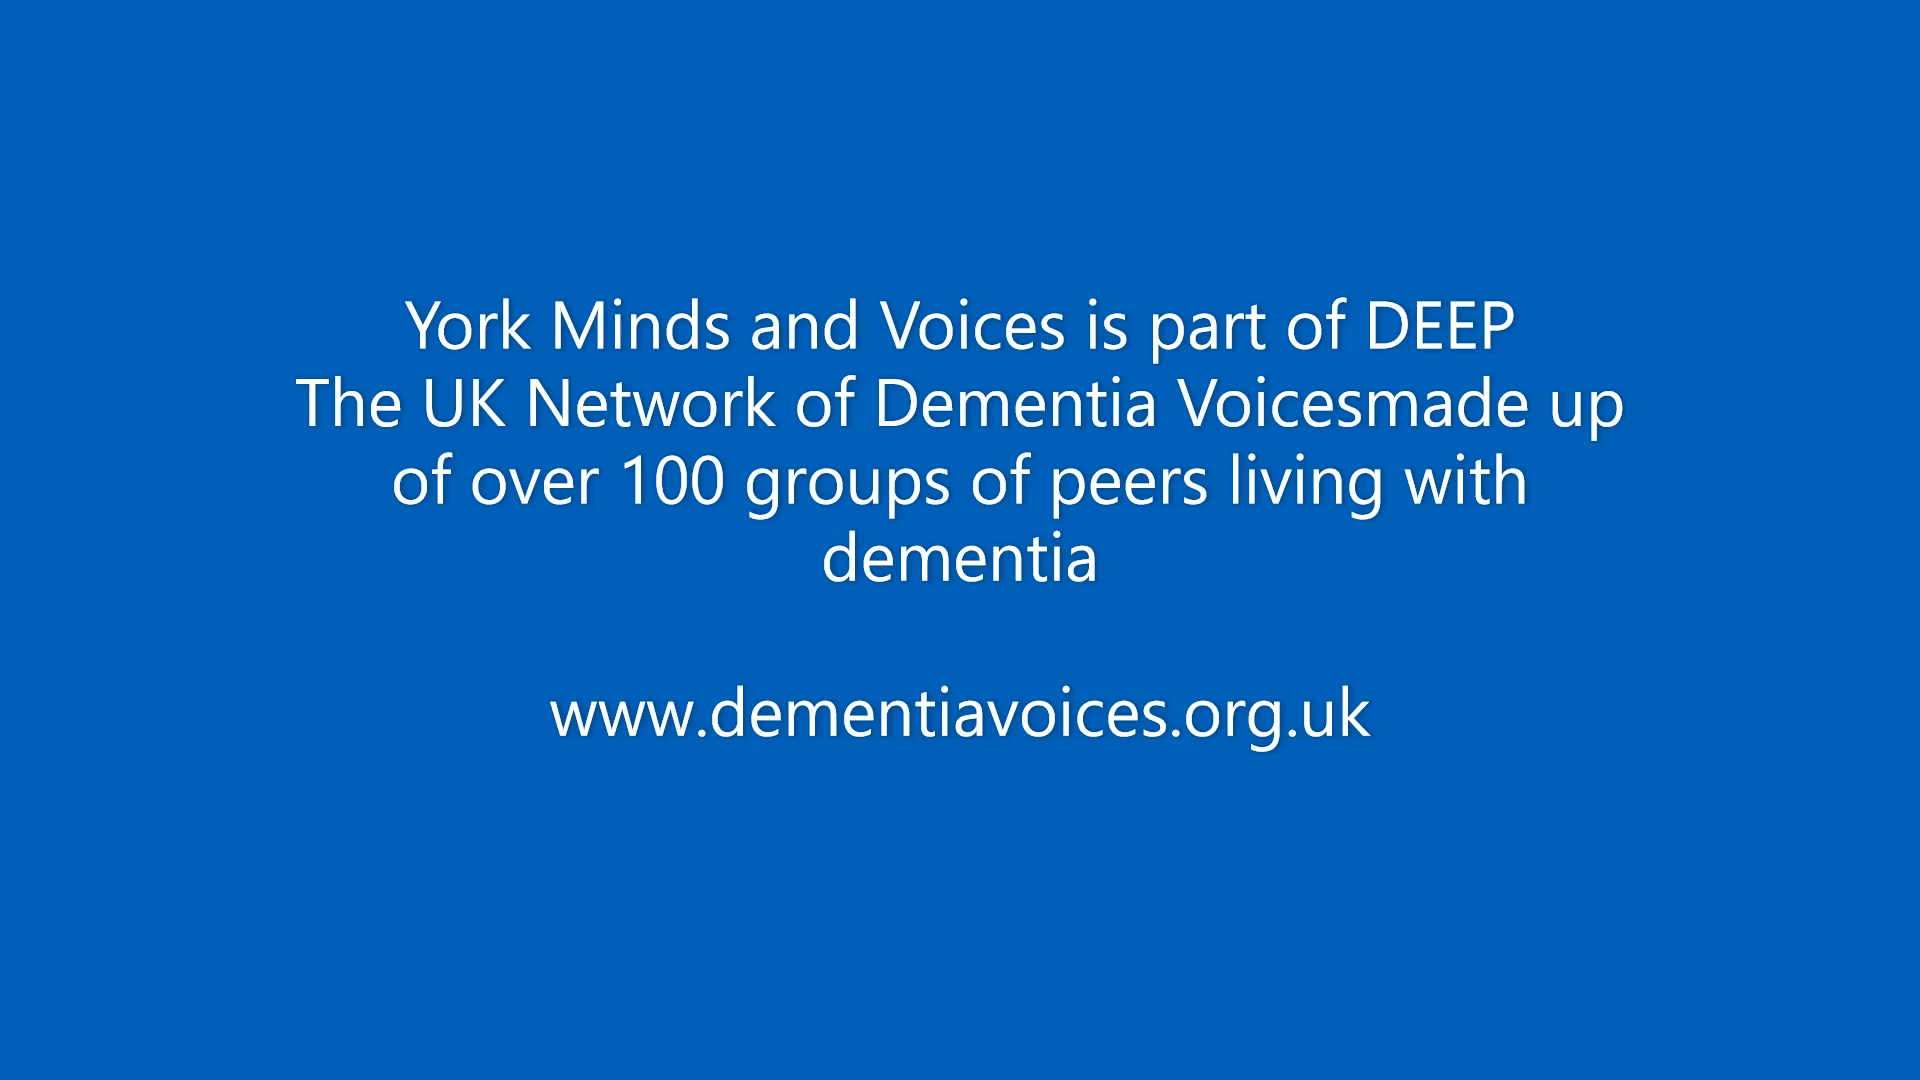 York Minds and Voices is part of DEEP
The UK Network of Dementia Voicesmade up
of over 100 groups of peers living with
dementia
www.dementiavoices.org.uk